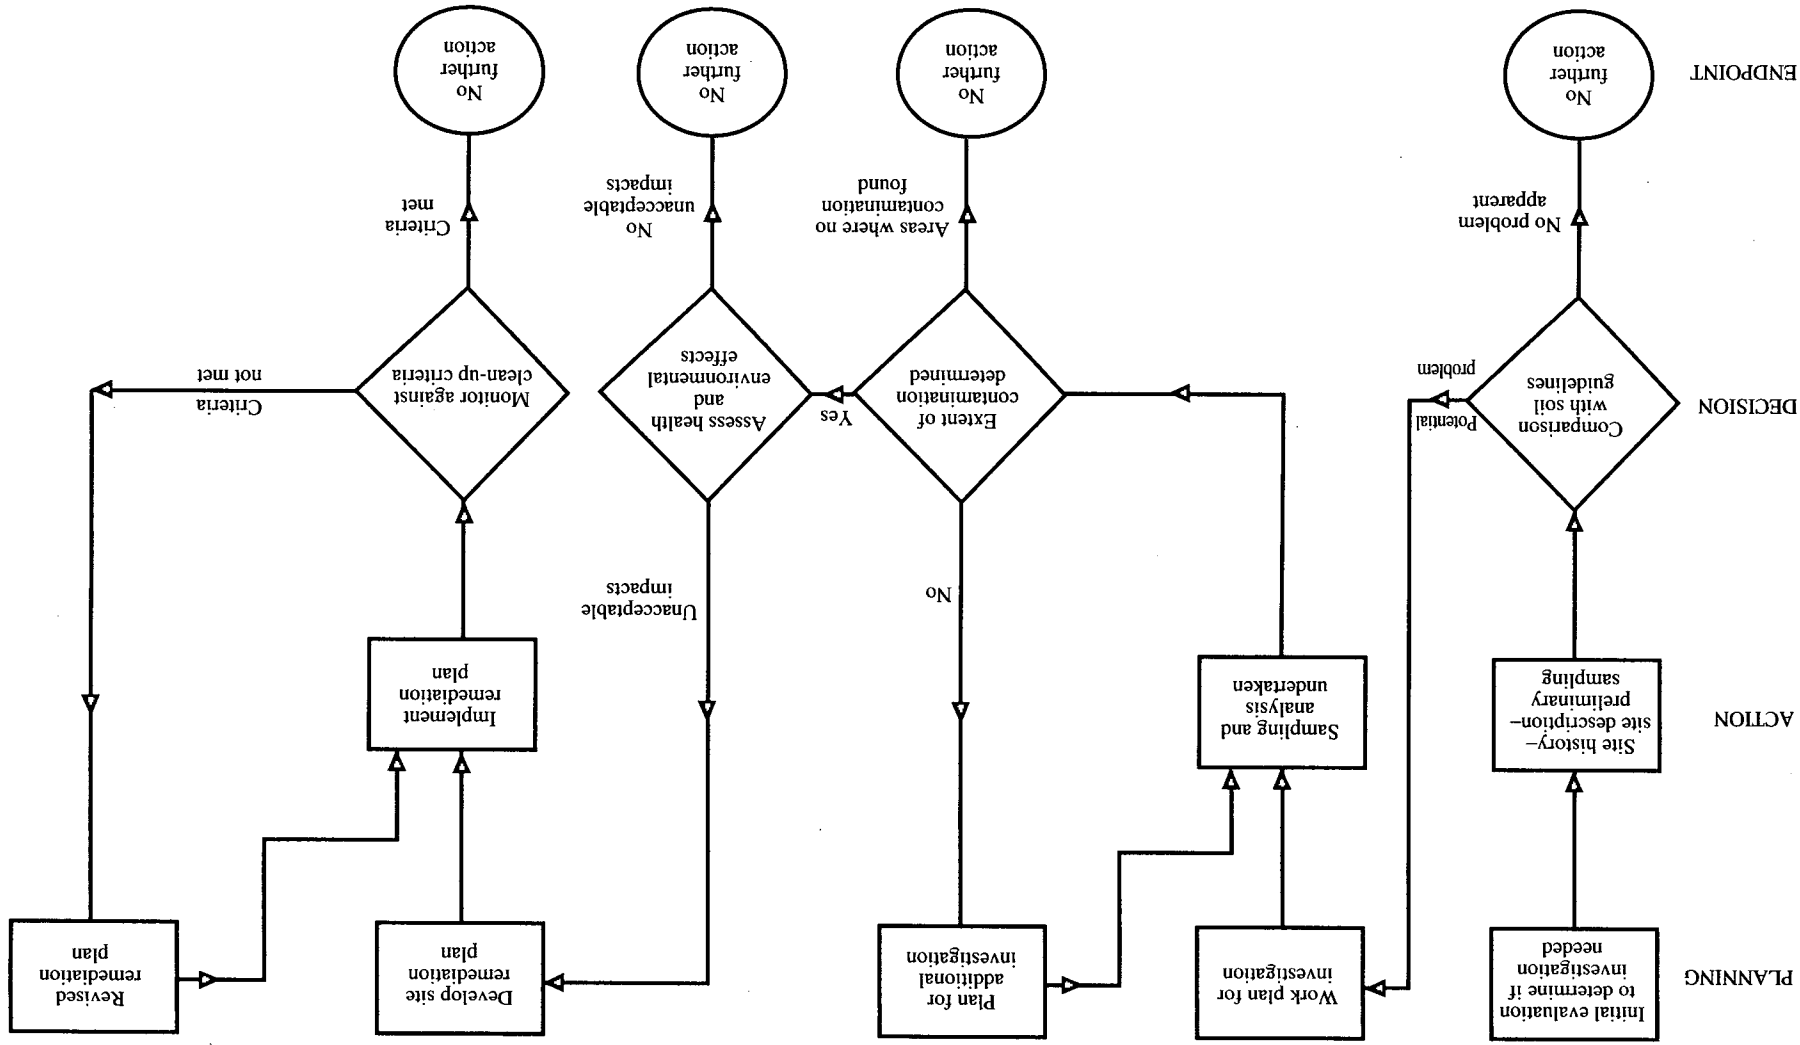 PLANNING
Initial evaluation
to determine if
investigation
needed
Work plan for
investigation
Plan for
additional
investigation
Develop site
remediation
plan
Revised
remediation
plan
ACTION
Site history–
site description–
preliminary
sampling
Sampling and
analysis
undertaken
Implement
remediation
plan
No
Unacceptable
impacts
DECISION
Comparison
with soil
guidelines
Potential
problem
Extent of
contamination
determined
Yes
Assess health
and
environmental
effects
Monitor against
clean-up criteria
Criteria
not met
No problem
apparent
Areas where no
contamination
found
No
unacceptable
impacts
Criteria
met
ENDPOINT
No
further
action
No
further
action
No
further
action
No
further
action